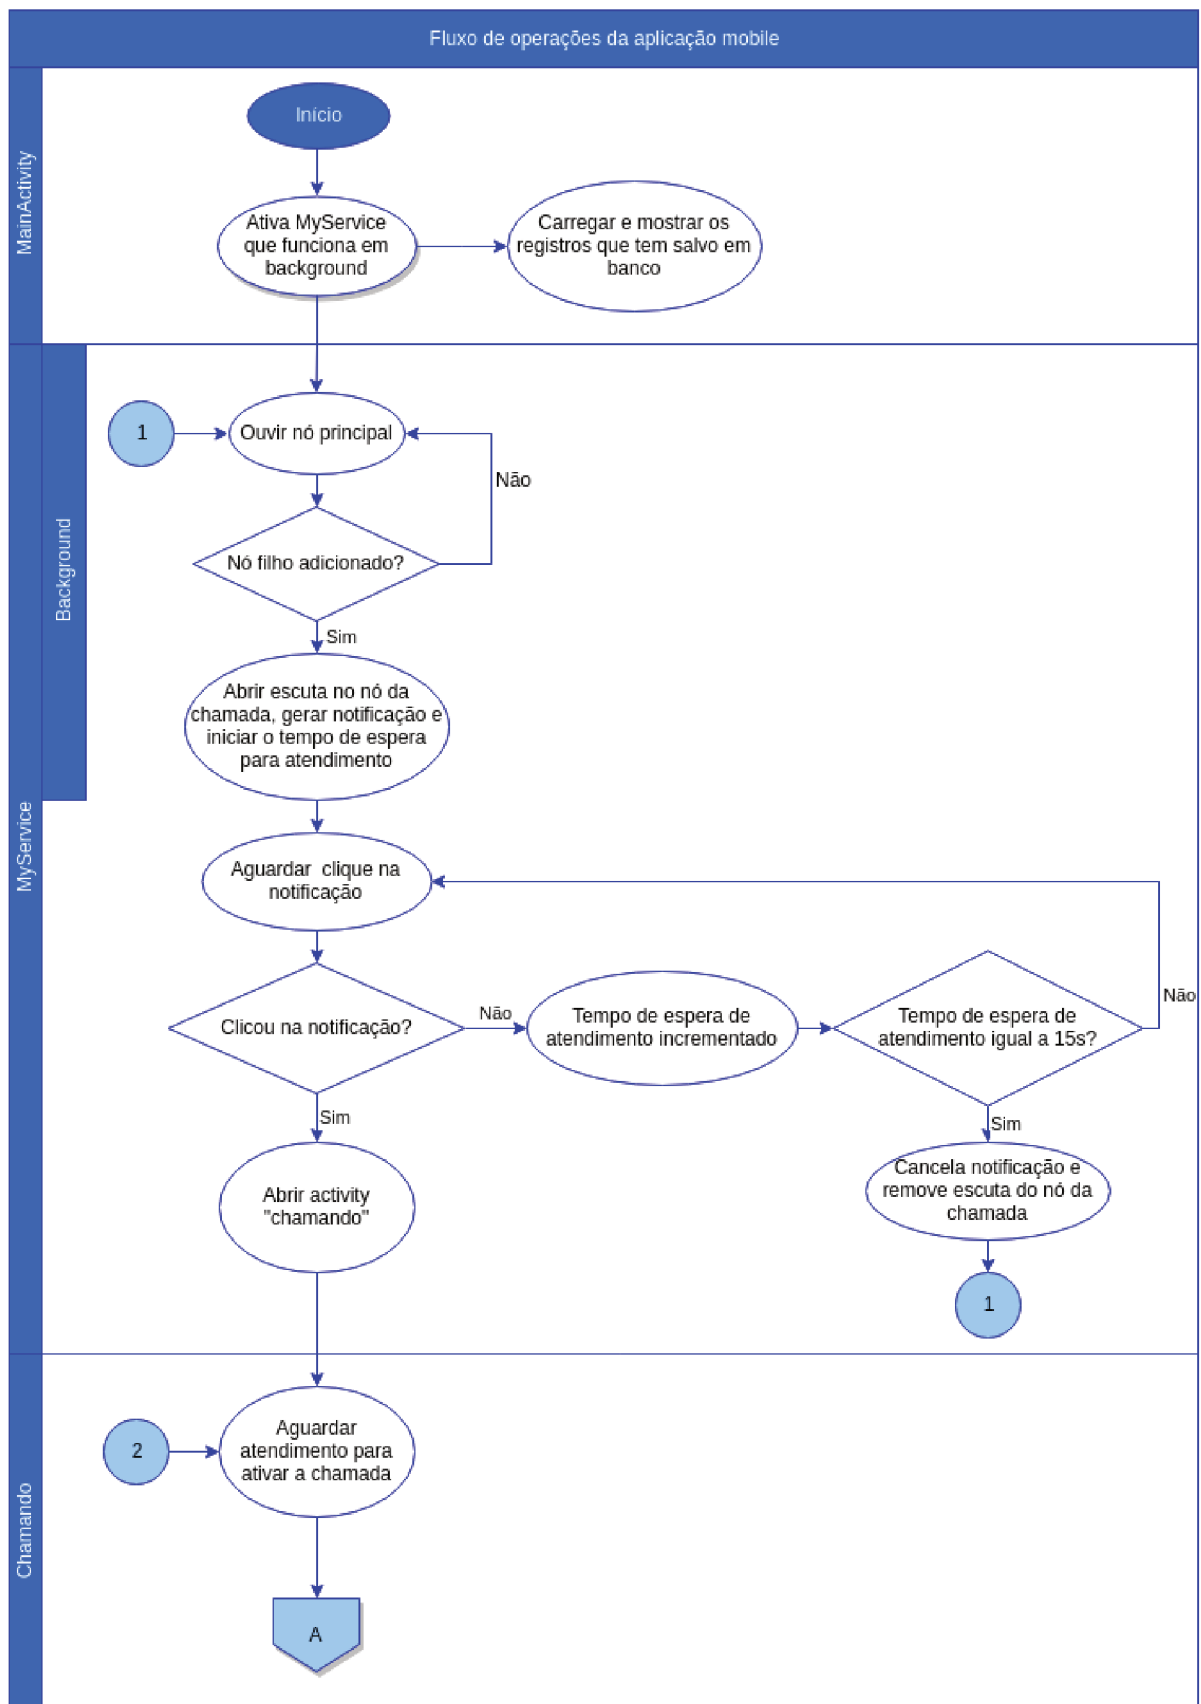 Fluxo de operações da aplicação mobile
MainActivity
Início
Ativa MyService
que funciona em
background
Carregar e mostrar os
registros que tem salvo em
banco
MyService
Background
1
Ouvir nó principal
Não
Nó filho adicionado?
Sim
Abrir escuta no nó da
chamada, gerar notificação e
iniciar o tempo de espera
para atendimento
Aguardar clique na
notificação
Clicou na notificação?
Não
Tempo de espera de
atendimento incrementado
Tempo de espera de
atendimento igual a 15s?
Não
Sim
Abrir activity
"chamando"
Sim
Cancela notificação e
remove escuta do nó da
chamada
1
Chamando
2
Aguardar
atendimento para
ativar a chamada
A